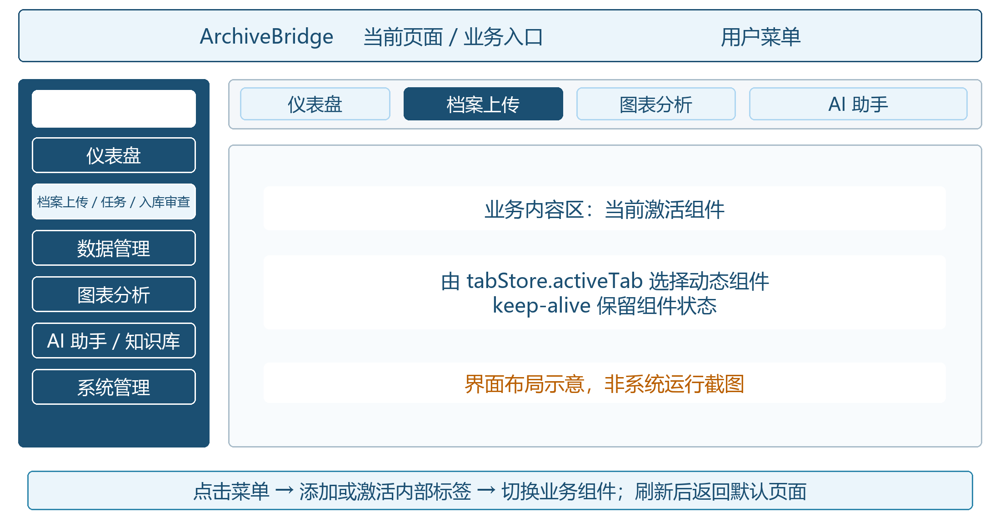 ArchiveBridge 当前页面 / 业务入口 用户菜单
仪表盘 档案上传 图表分析 AI 助手
仪表盘
档案上传 / 任务 / 入库审查
数据管理
图表分析
AI 助手 / 知识库
系统管理
业务内容区：当前激活组件
由 tabStore.activeTab 选择动态组件
keep-alive 保留组件状态
界面布局示意，非系统运行截图
点击菜单 → 添加或激活内部标签 → 切换业务组件；刷新后返回默认页面